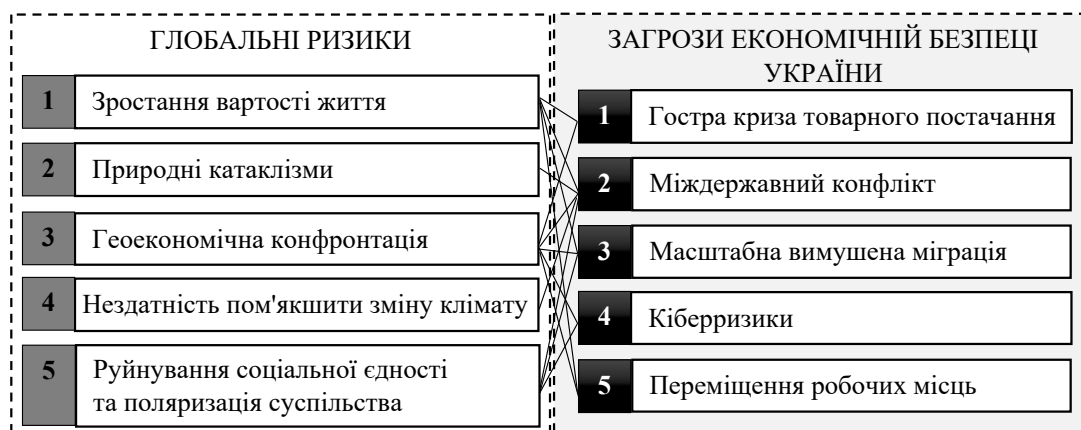 ГЛОБАЛЬНІ РИЗИКИ
1 Зростання вартості життя
2 Природні катаклізми
3 Геоекономічна конфронтація
4 Нездатність пом'якшити зміну клімату
5 Руйнування соціальної єдності
та поляризація суспільства
ЗАГРОЗИ ЕКОНОМІЧНІЙ БЕЗПЕЦІ
УКРАЇНИ
1 Гостра криза товарного постачання
2 Міждержавний конфлікт
3 Масштабна вимушена міграція
4 Кіберризики
5 Переміщення робочих місць